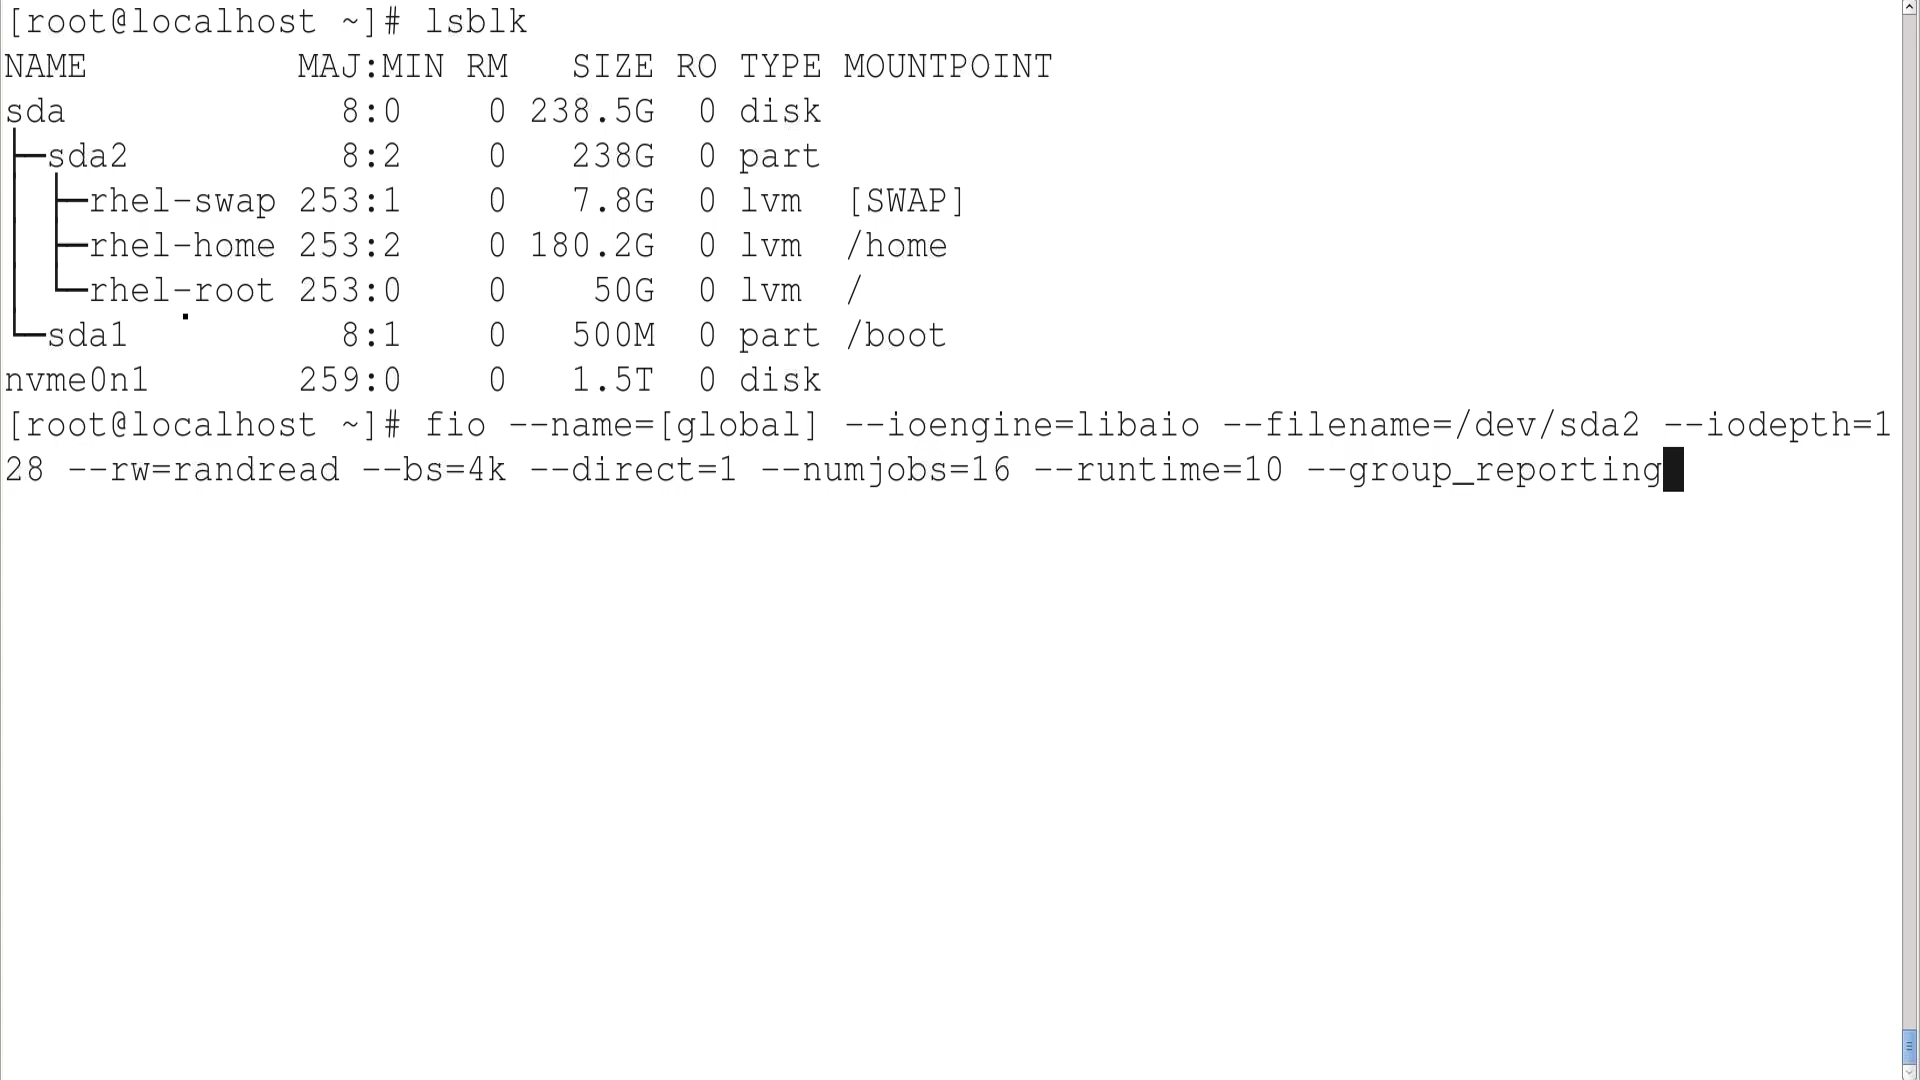 [root@localhost ~]# lsblk
NAME MAJ:MIN RM SIZE RO TYPE MOUNTPOINT
sda 8:0 0 238.5G 0 disk
├─sda2 8:2 0 238G 0 part
│ ├─rhel-swap 253:1 0 7.8G 0 lvm [SWAP]
│ ├─rhel-home 253:2 0 180.2G 0 lvm /home
│ └─rhel-root 253:0 0 50G 0 lvm /
└─sda1 8:1 0 500M 0 part /boot
nvme0n1 259:0 0 1.5T 0 disk
[root@localhost ~]# fio --name=[global] --ioengine=libaio --filename=/dev/sda2 --iodepth=1
28 --rw=randread --bs=4k --direct=1 --numjobs=16 --runtime=10 --group_reporting